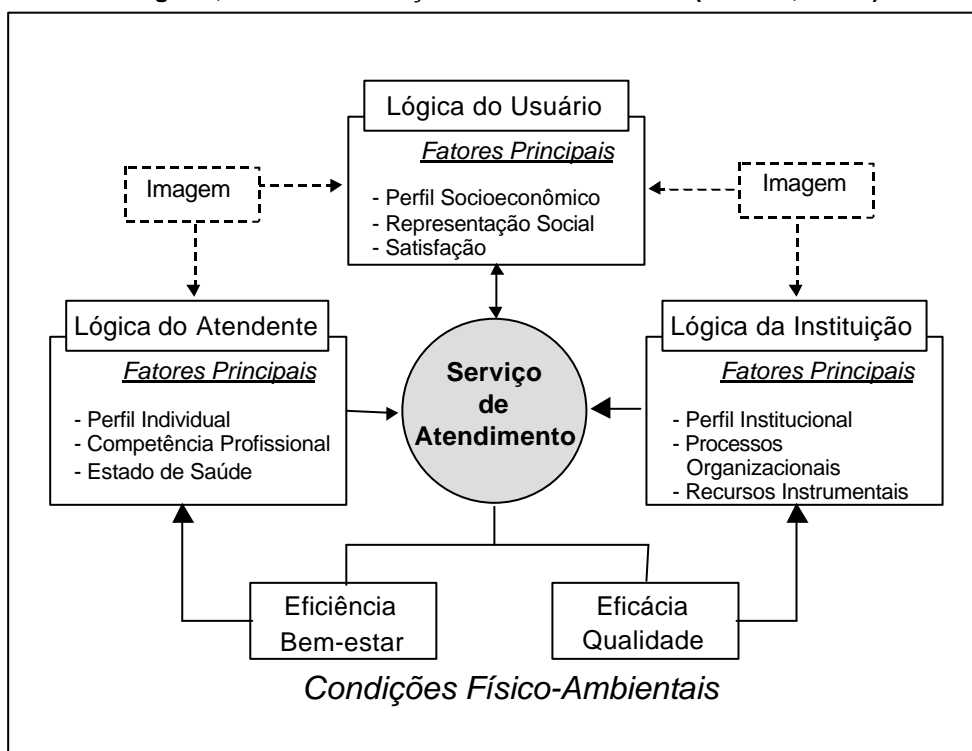 Lógica do Usuário
Fatores Principais
- Perfil Socioeconômico
- Representação Social
- Satisfação
Imagem
Imagem
Lógica do Atendente
Fatores Principais
- Perfil Individual
- Competência Profissional
- Estado de Saúde
Serviço
de
Atendimento
Lógica da Instituição
Fatores Principais
- Perfil Institucional
- Processos
Organizacionais
- Recursos Instrumentais
Eficiência
Bem-estar
Eficácia
Qualidade
Condições Físico-Ambientais